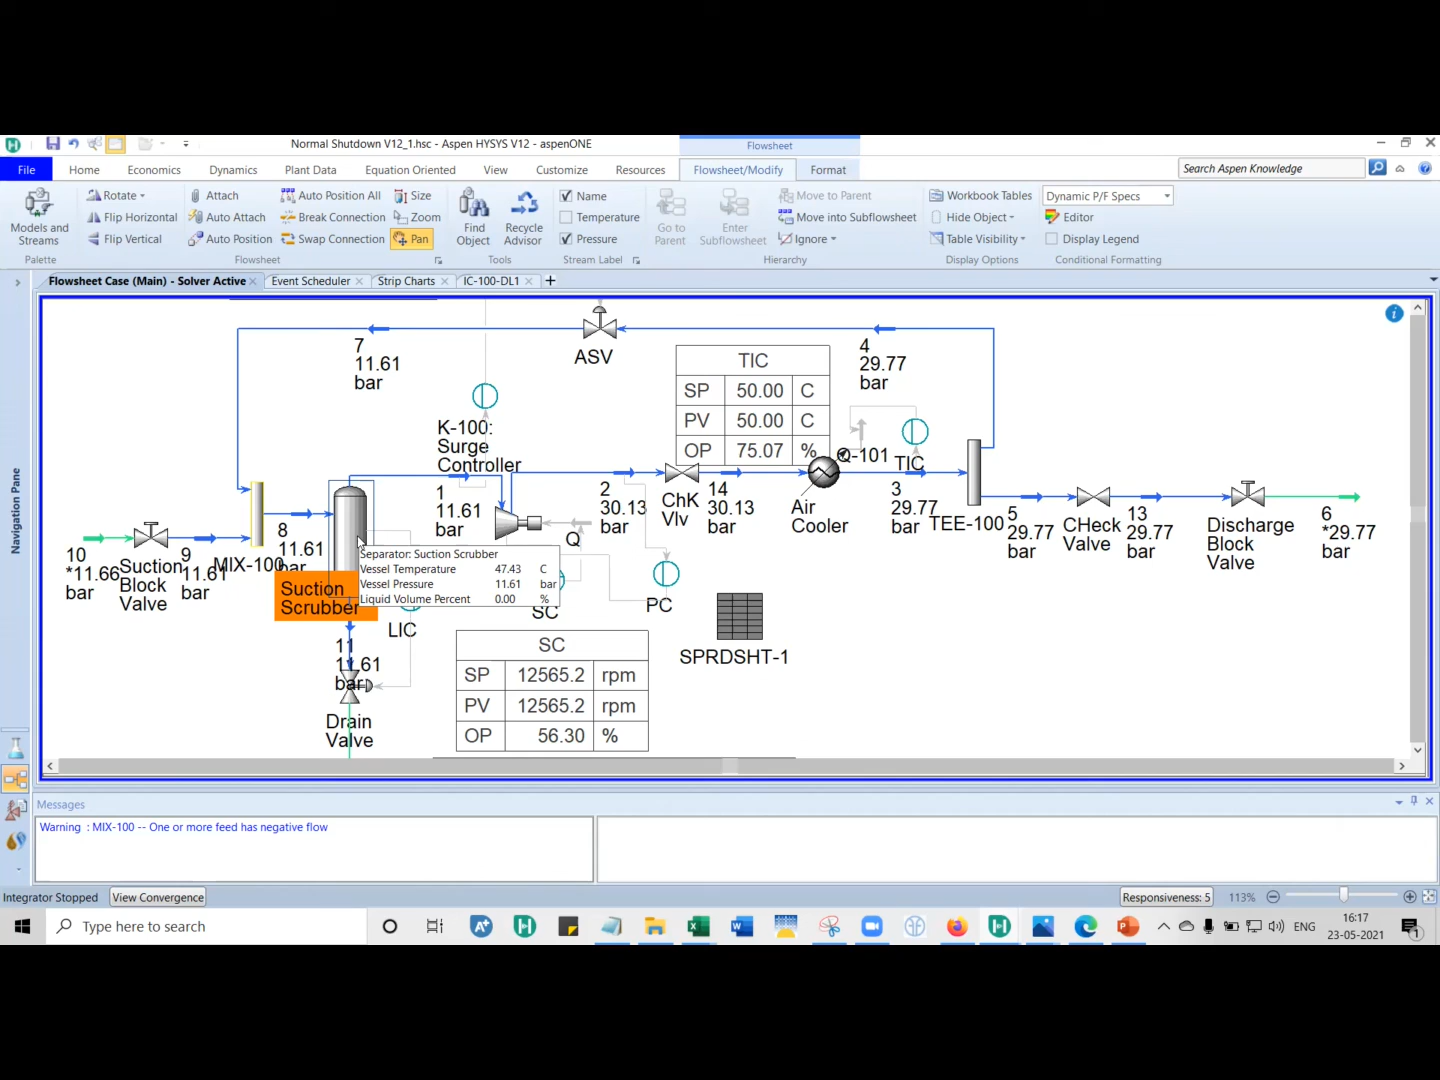 Normal Shutdown V12_1.hsc - Aspen HYSYS V12 - aspenONE
Flowsheet
File
Home
Economics
Dynamics
Plant Data
Equation Oriented
View
Customize
Resources
Flowsheet/Modify
Format
Search Aspen Knowledge
Models and Streams
Palette
Rotate
Flip Horizontal
Flip Vertical
Attach
Auto Attach
Auto Position
Auto Position All
Break Connection
Swap Connection
Size
Zoom
Pan
Flowsheet
Find Object
Recycle Advisor
Tools
Name
Temperature
Pressure
Stream Label
Go to Parent
Enter Subflowsheet
Move to Parent
Move into Subflowsheet
Ignore
Hierarchy
Workbook Tables
Hide Object
Table Visibility
Display Options
Dynamic P/F Specs
Editor
Display Legend
Conditional Formatting
Flowsheet Case (Main) - Solver Active
Event Scheduler
Strip Charts
IC-100-DL1
Navigation Pane
7
11.61
bar
ASV
4
29.77
bar
TIC
SP 50.00 C
PV 50.00 C
OP 75.07 %
K-100:
Surge
Controller
Q-101
TIC
1
11.61
bar
2
30.13
bar
ChK
Vlv
14
30.13
bar
Air
Cooler
3
29.77
bar
TEE-100
5
29.77
bar
CHeck
Valve
13
29.77
bar
Discharge
Block
Valve
6
*29.77
bar
10
*11.66
bar
Suction
Block
Valve
9
11.61
bar
MIX-100
8
11.61
bar
Suction
Scrubber
Separator: Suction Scrubber
Vessel Temperature 47.43 C
Vessel Pressure 11.61 bar
Liquid Volume Percent 0.00 %
Q
SC
PC
LIC
11
11.61
bar
Drain
Valve
SC
SP 12565.2 rpm
PV 12565.2 rpm
OP 56.30 %
SPRDSHT-1
Messages
Warning : MIX-100 -- One or more feed has negative flow
Integrator Stopped
View Convergence
Responsiveness: 5
113%
Type here to search
ENG
16:17
23-05-2021